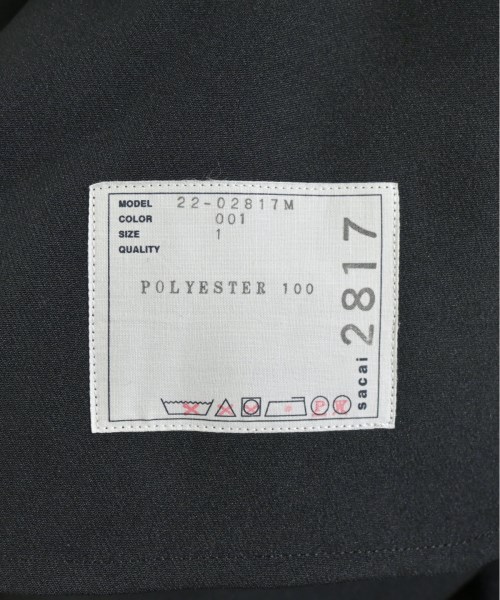 MODEL 22-02817M
COLOR 001
SIZE 1
QUALITY
POLYESTER 100
sacai 2817
P W